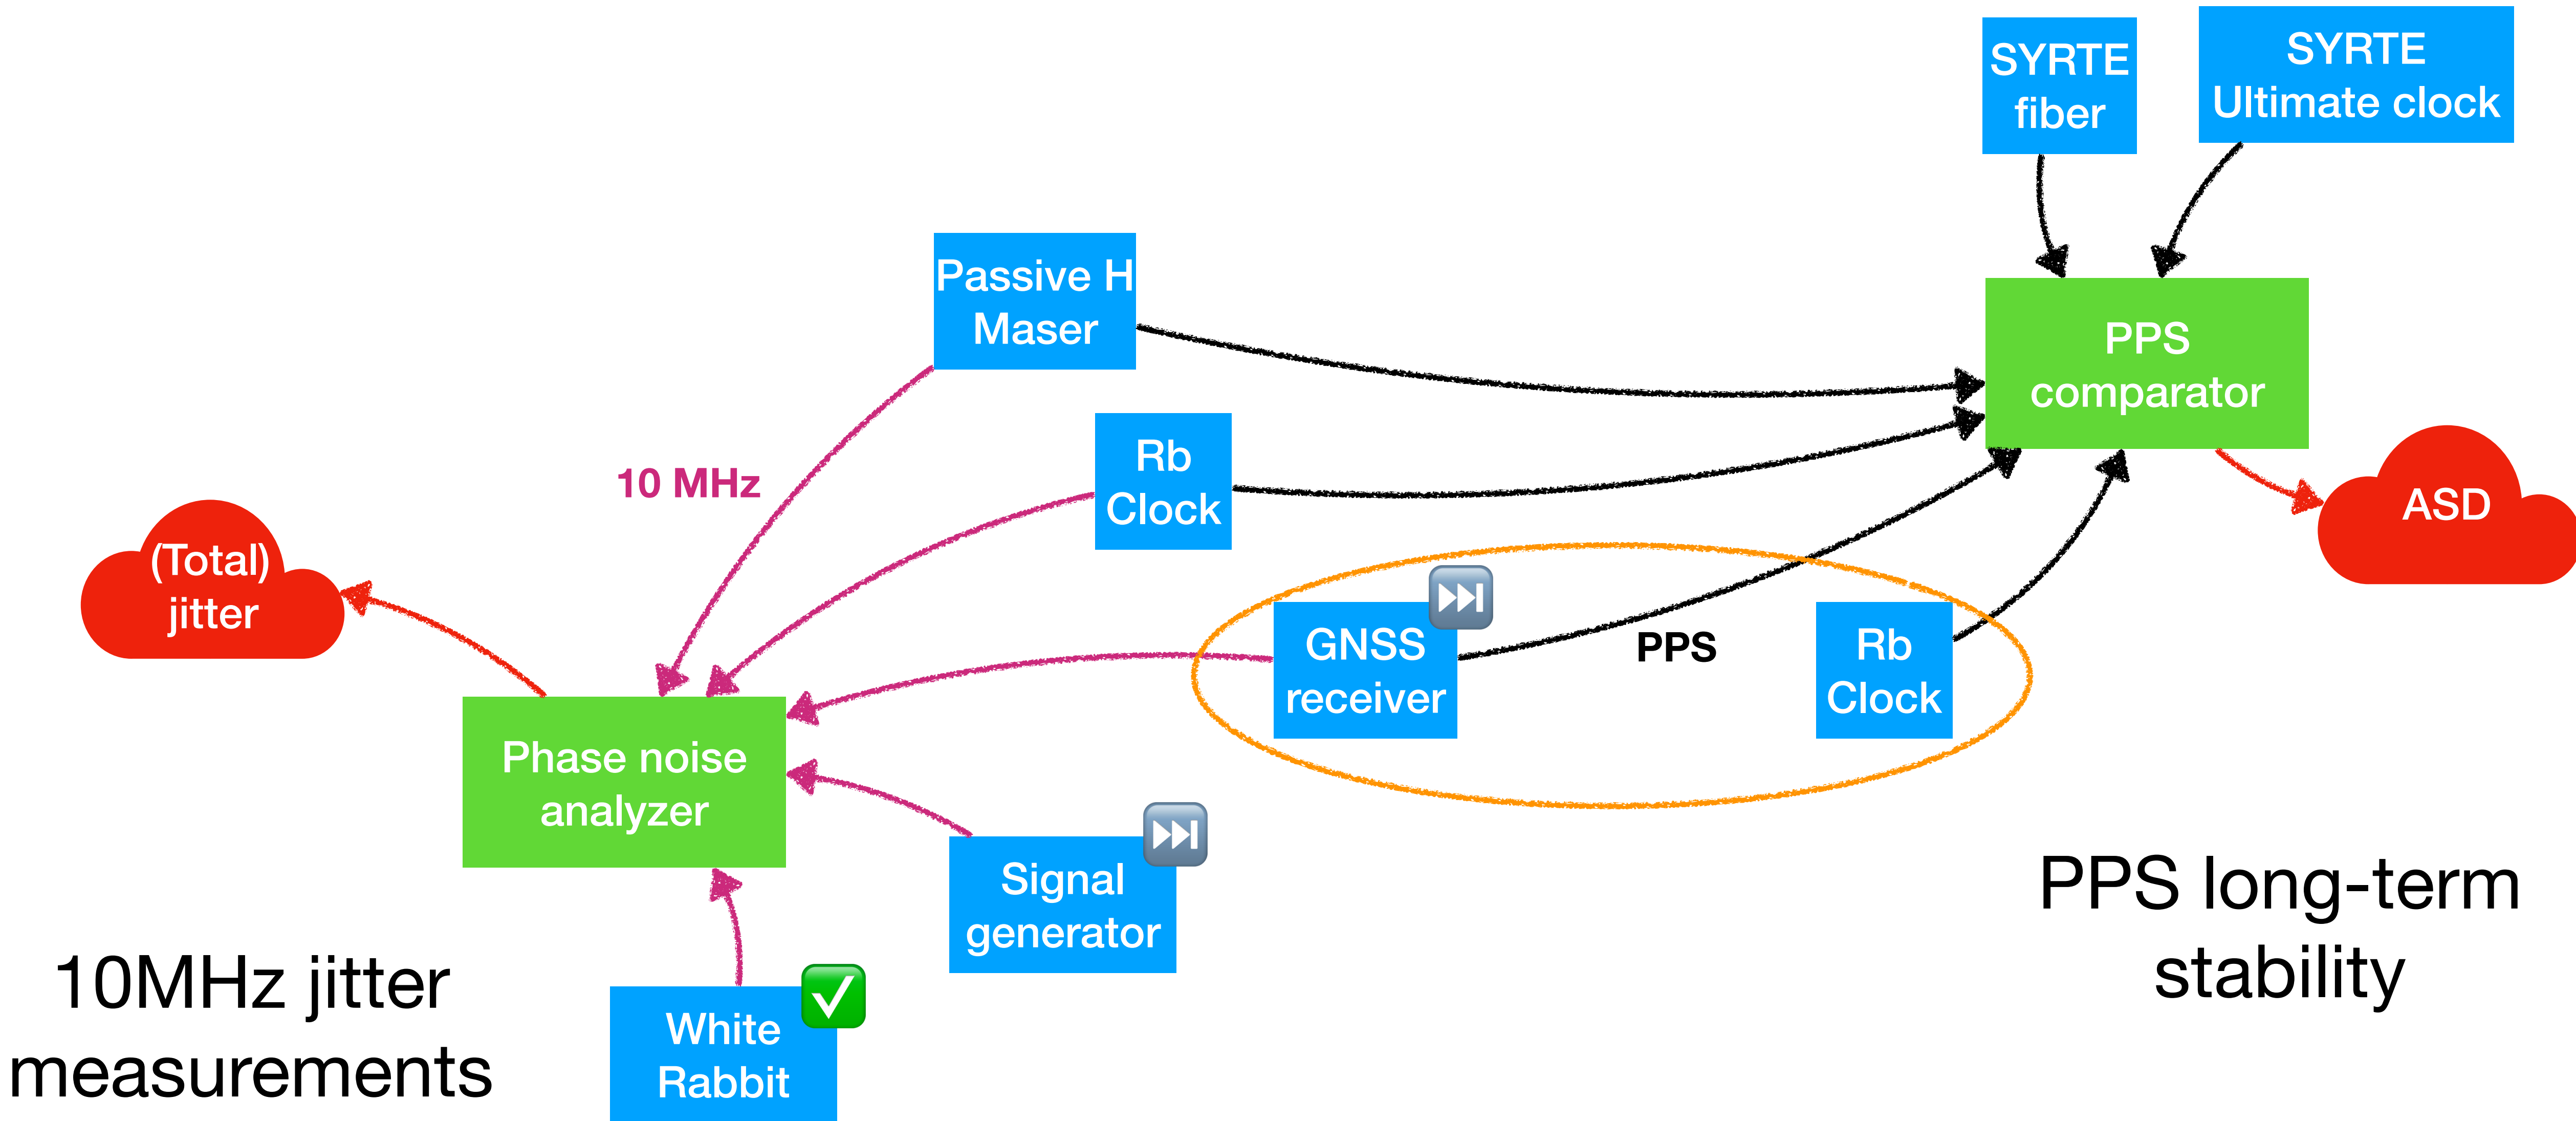 SYRTE
fiber
SYRTE
Ultimate clock
Passive H
Maser
PPS
comparator
Rb
Clock
10 MHz
ASD
(Total)
jitter
GNSS
receiver
PPS
Rb
Clock
Phase noise
analyzer
Signal
generator
PPS long-term
stability
10MHz jitter
measurements
White
Rabbit